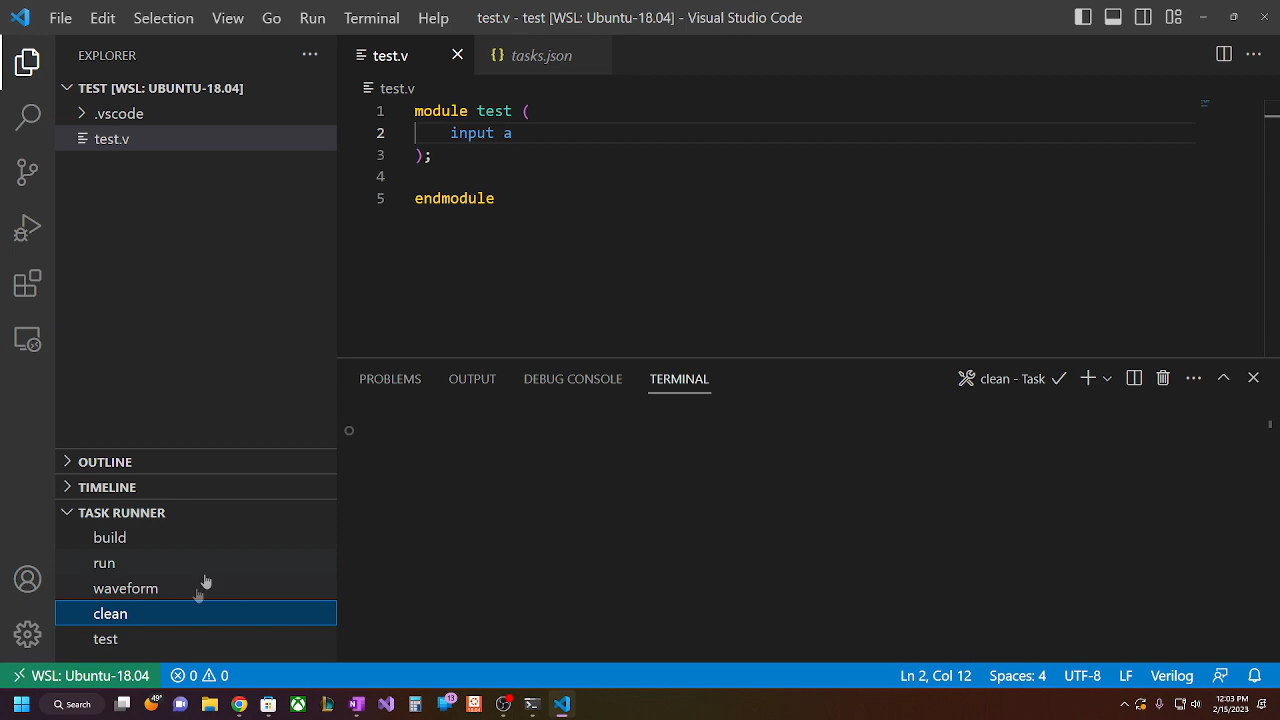 File Edit Selection View Go Run Terminal Help
test.v - test [WSL: Ubuntu-18.04] - Visual Studio Code
EXPLORER
TEST [WSL: UBUNTU-18.04]
.vscode
test.v
OUTLINE
TIMELINE
TASK RUNNER
build
run
waveform
clean
test
test.v
{} tasks.json
test.v
1 module test (
2 input a
3 );
4
5 endmodule
PROBLEMS OUTPUT DEBUG CONSOLE TERMINAL
clean - Task
WSL: Ubuntu-18.04
0 0
Ln 2, Col 12 Spaces: 4 UTF-8 LF Verilog
Search
49°
13
12:03 PM
2/15/2023